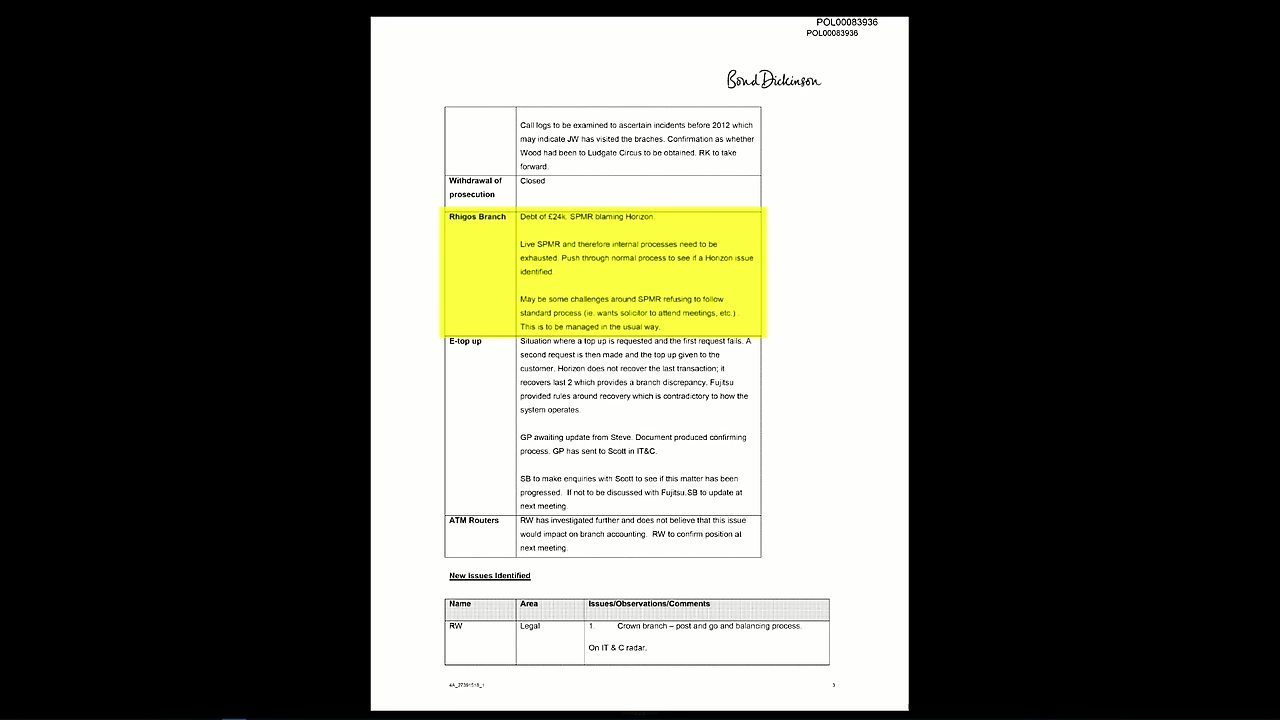 POL00083936
POL00083936
Bond Dickinson
Call logs to be examined to ascertain incidents before 2012 which
may indicate JW has visited the braches. Confirmation as whether
Wood had been to Ludgate Circus to be obtained. RK to take
forward.
Withdrawal of
prosecution
Closed
Rhigos Branch
Debt of £24k. SPMR blaming Horizon.
Live SPMR and therefore internal processes need to be
exhausted. Push through normal process to see if a Horizon issue
identified
May be some challenges around SPMR refusing to follow
standard process (ie. wants solicitor to attend meetings, etc.) .
This is to be managed in the usual way.
E-top up
Situation where a top up is requested and the first request fails. A
second request is then made and the top up given to the
customer. Horizon does not recover the last transaction; it
recovers last 2 which provides a branch discrepancy. Fujitsu
provided rules around recovery which is contradictory to how the
system operates.
GP awaiting update from Steve. Document produced confirming
process. GP has sent to Scott in IT&C.
SB to make enquiries with Scott to see if this matter has been
progressed. If not to be discussed with Fujitsu.SB to update at
next meeting.
ATM Routers
RW has investigated further and does not believe that this issue
would impact on branch accounting. RW to confirm position at
next meeting.
New Issues Identified
Name Area Issues/Observations/Comments
RW Legal 1. Crown branch – post and go and balancing process.
On IT & C radar.
4A_27391518_1 3